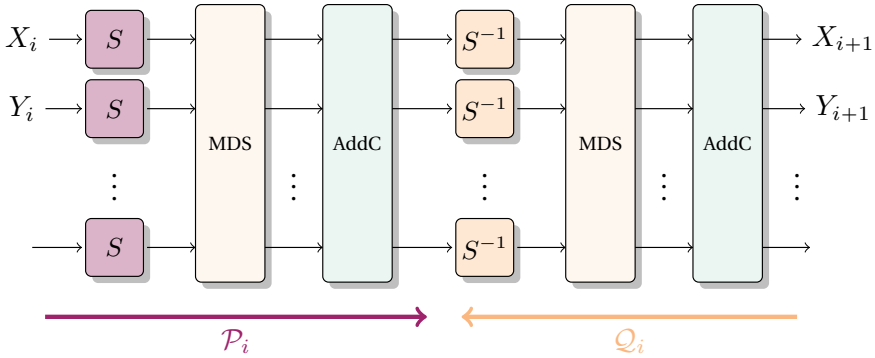 X_i S S^{-1} X_{i+1}
Y_i S S^{-1} Y_{i+1}
MDS AddC MDS AddC
⋮ ⋮ ⋮ ⋮ ⋮
S S^{-1}
𝒫_i 𝒬_i